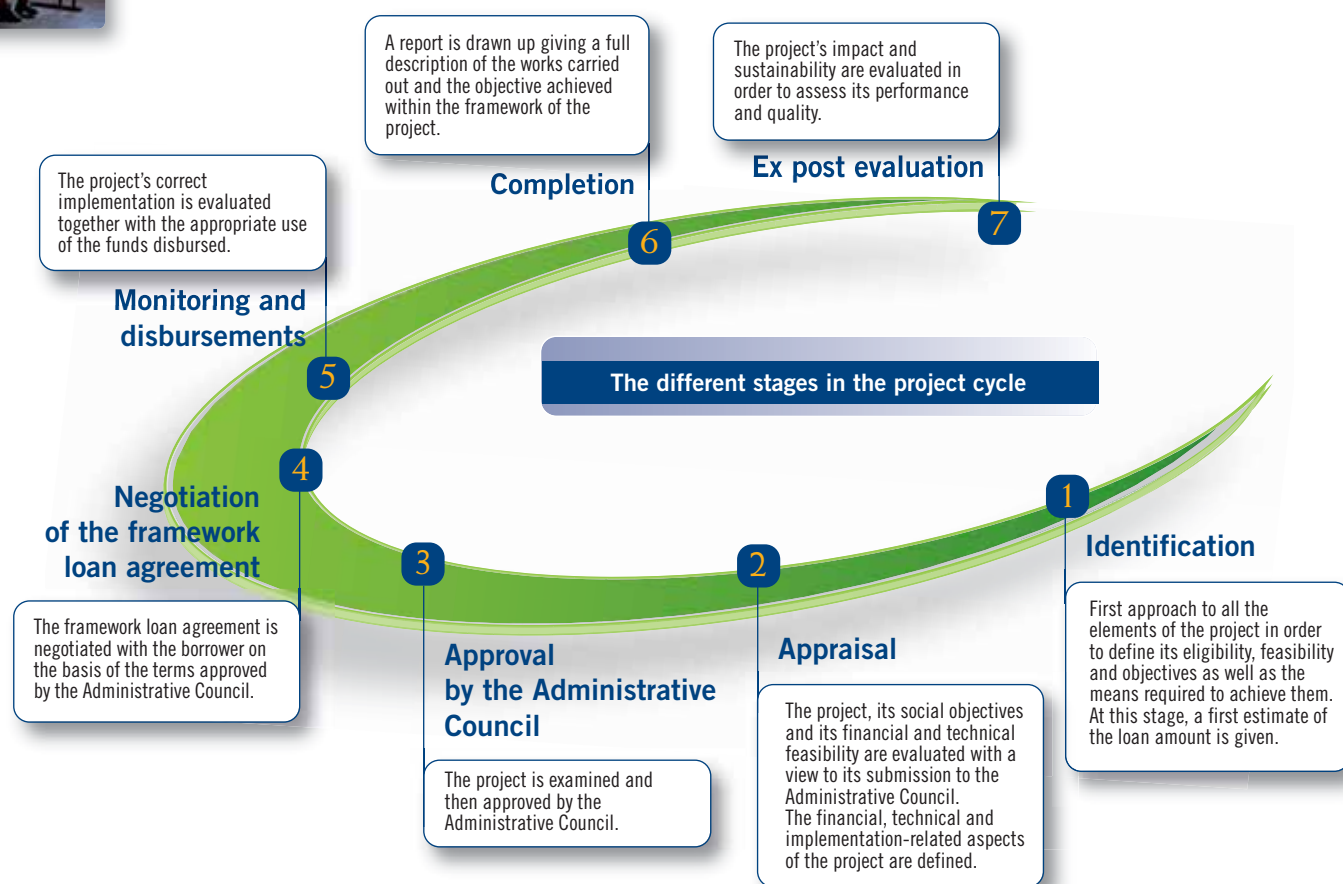 The different stages in the project cycle
1
Identification
First approach to all the
elements of the project in order
to define its eligibility, feasibility
and objectives as well as the
means required to achieve them.
At this stage, a first estimate of
the loan amount is given.
2
Appraisal
The project, its social objectives
and its financial and technical
feasibility are evaluated with a
view to its submission to the
Administrative Council.
The financial, technical and
implementation-related aspects
of the project are defined.
3
Approval
by the Administrative
Council
The project is examined and
then approved by the
Administrative Council.
4
Negotiation
of the framework
loan agreement
The framework loan agreement is
negotiated with the borrower on
the basis of the terms approved
by the Administrative Council.
5
Monitoring and
disbursements
The project's correct
implementation is evaluated
together with the appropriate use
of the funds disbursed.
6
Completion
A report is drawn up giving a full
description of the works carried
out and the objective achieved
within the framework of the
project.
7
Ex post evaluation
The project's impact and
sustainability are evaluated in
order to assess its performance
and quality.